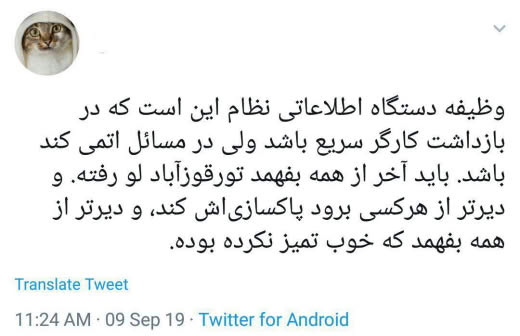 وظیفه دستگاه اطلاعاتی نظام این است که در
بازداشت کارگر سریع باشد ولی در مسائل اتمی کند
باشد. باید آخر از همه بفهمد تورقوزآباد لو رفته. و
دیرتر از هرکسی برود پاکسازی‌اش کند، و دیرتر از
همه بفهمد که خوب تمیز نکرده بوده.
Translate Tweet
11:24 AM · 09 Sep 19 · Twitter for Android